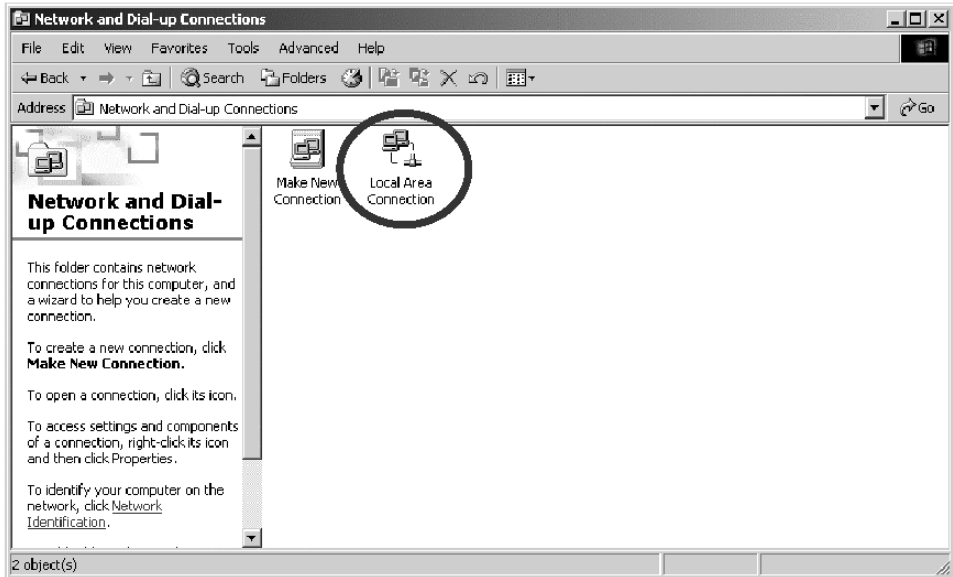 Network and Dial-up Connections
File Edit View Favorites Tools Advanced Help
Back Search Folders
Address Network and Dial-up Connections Go
Make New Connection
Local Area Connection
Network and Dial-
up Connections
This folder contains network
connections for this computer, and
a wizard to help you create a new
connection.
To create a new connection, click
Make New Connection.
To open a connection, click its icon.
To access settings and components
of a connection, right-click its icon
and then click Properties.
To identify your computer on the
network, click Network
Identification.
2 object(s)